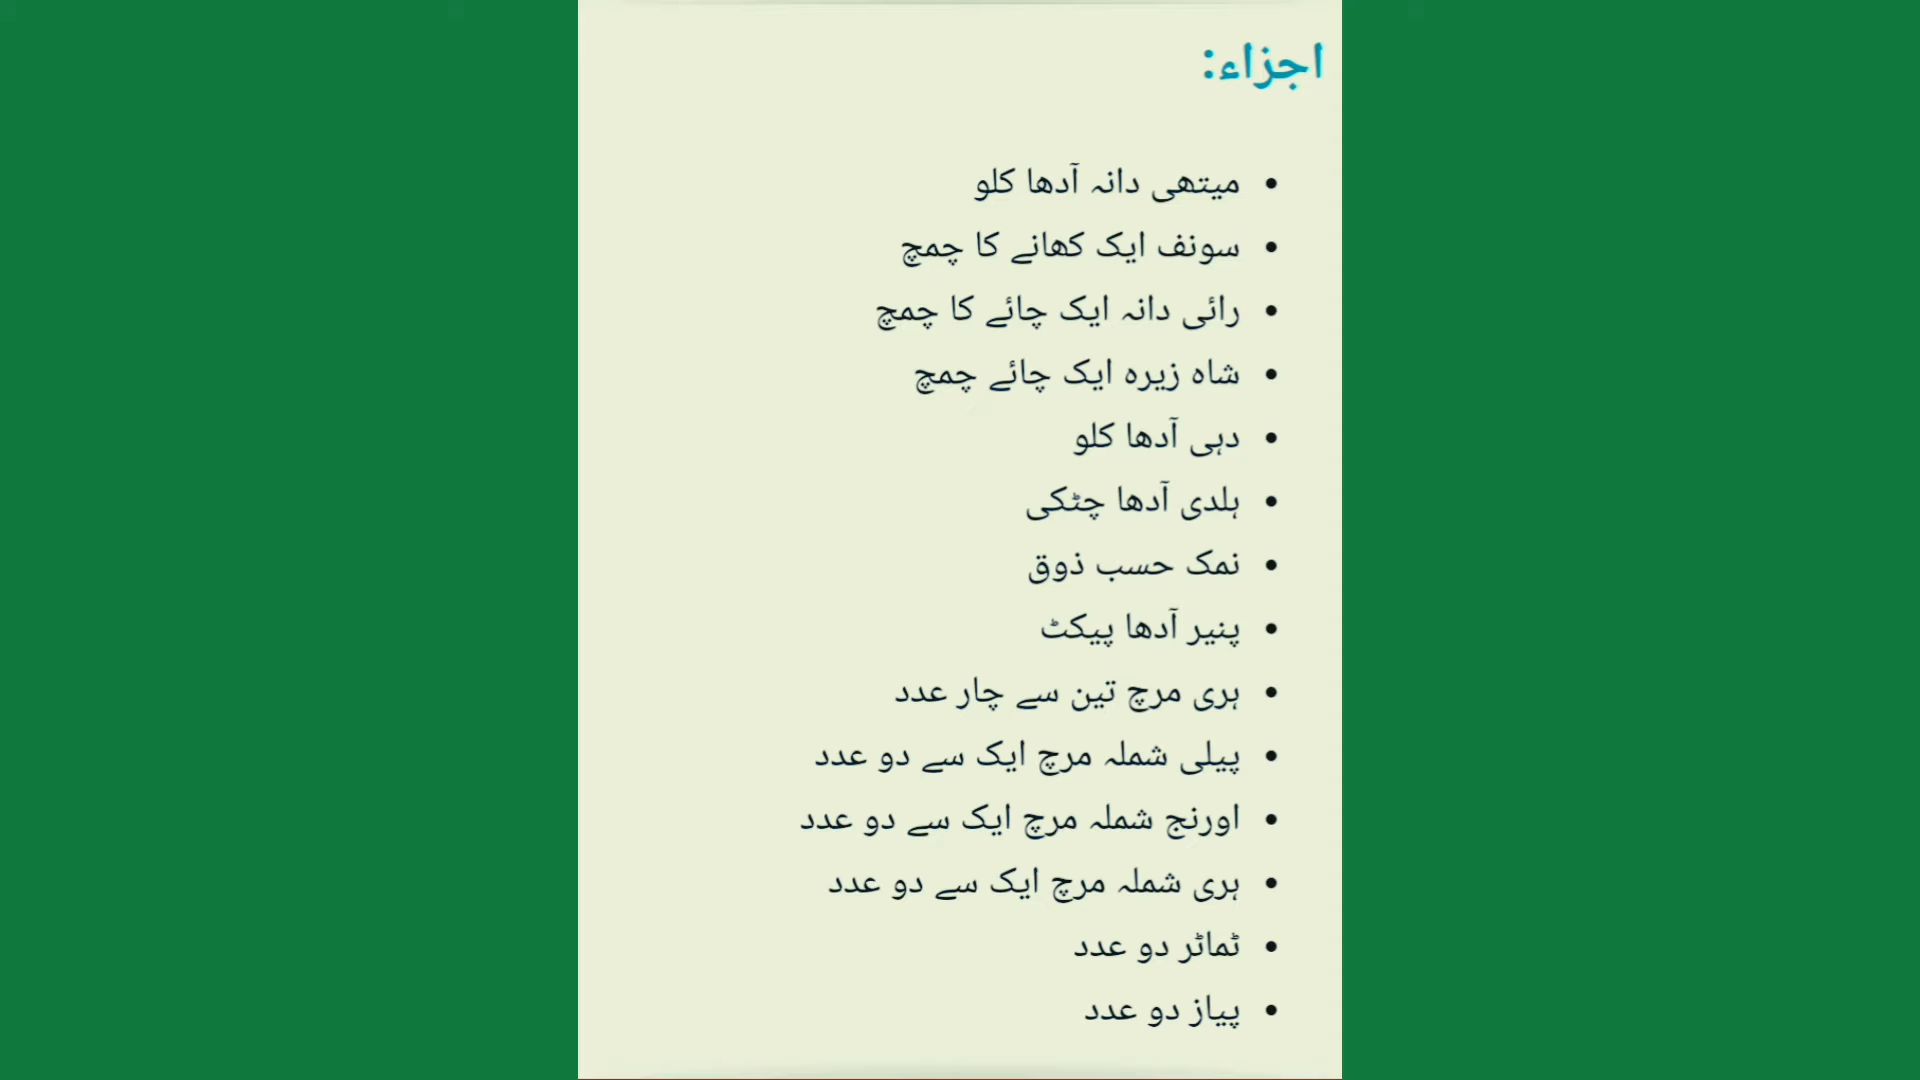 اجزاء:
• میتھی دانہ آدھا کلو
• سونف ایک کھانے کا چمچ
• رائی دانہ ایک چائے کا چمچ
• شاہ زیرہ ایک چائے چمچ
• دہی آدھا کلو
• ہلدی آدھا چٹکی
• نمک حسب ذوق
• پنیر آدھا پیکٹ
• ہری مرچ تین سے چار عدد
• پیلی شملہ مرچ ایک سے دو عدد
• اورنج شملہ مرچ ایک سے دو عدد
• ہری شملہ مرچ ایک سے دو عدد
• ٹماٹر دو عدد
• پیاز دو عدد